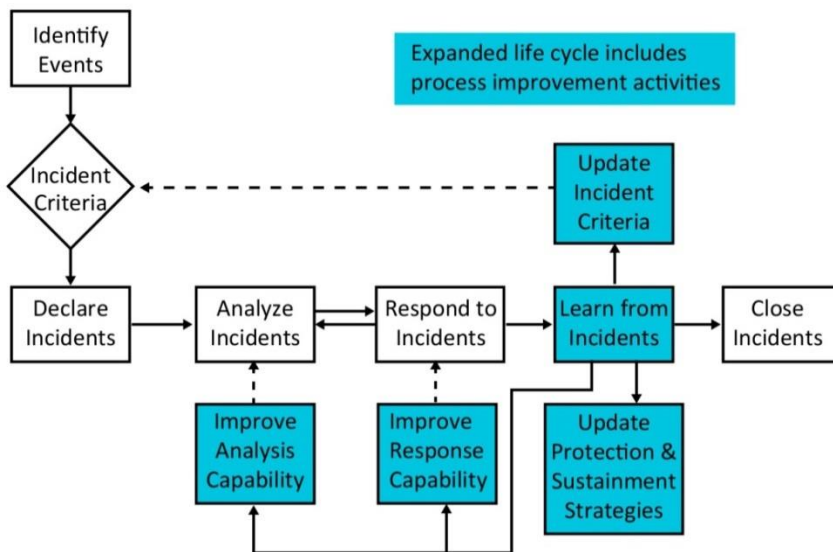 Identify
Events
Expanded life cycle includes
process improvement activities
Incident
Criteria
Update
Incident
Criteria
Declare
Incidents
Analyze
Incidents
Respond to
Incidents
Learn from
Incidents
Close
Incidents
Improve
Analysis
Capability
Improve
Response
Capability
Update
Protection &
Sustainment
Strategies